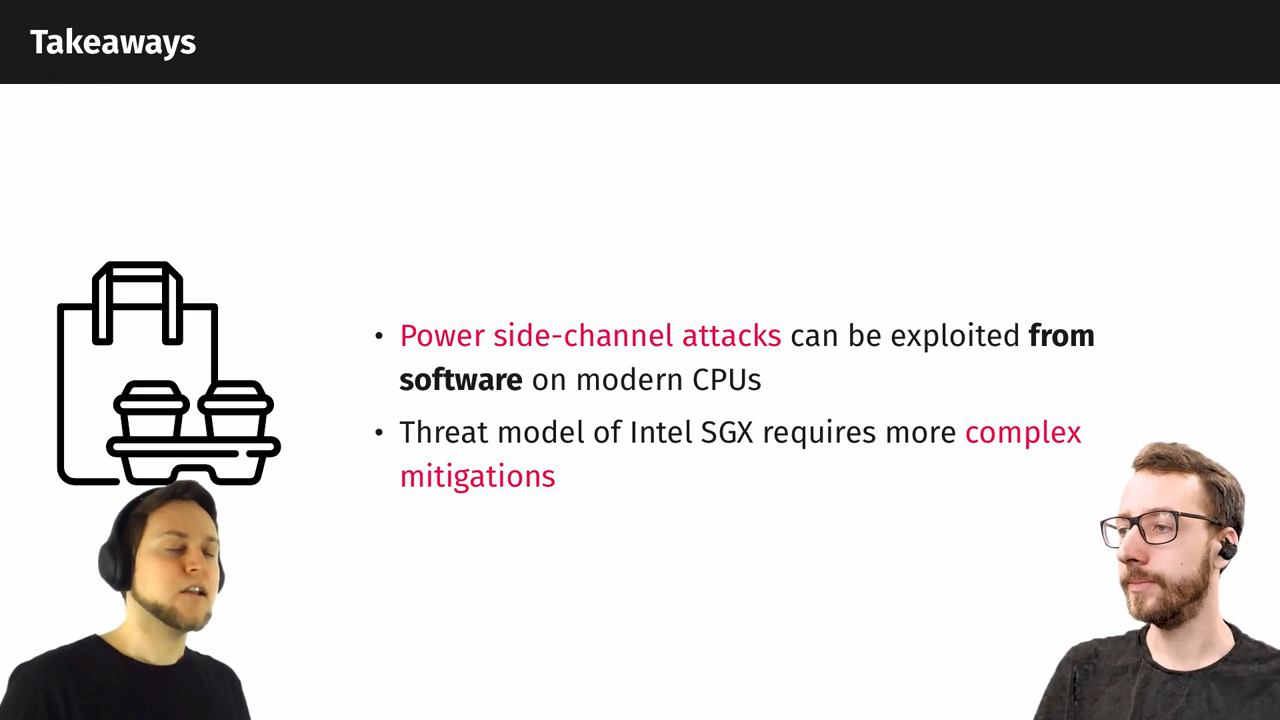 Takeaways
• Power side-channel attacks can be exploited from
software on modern CPUs
• Threat model of Intel SGX requires more complex
mitigations